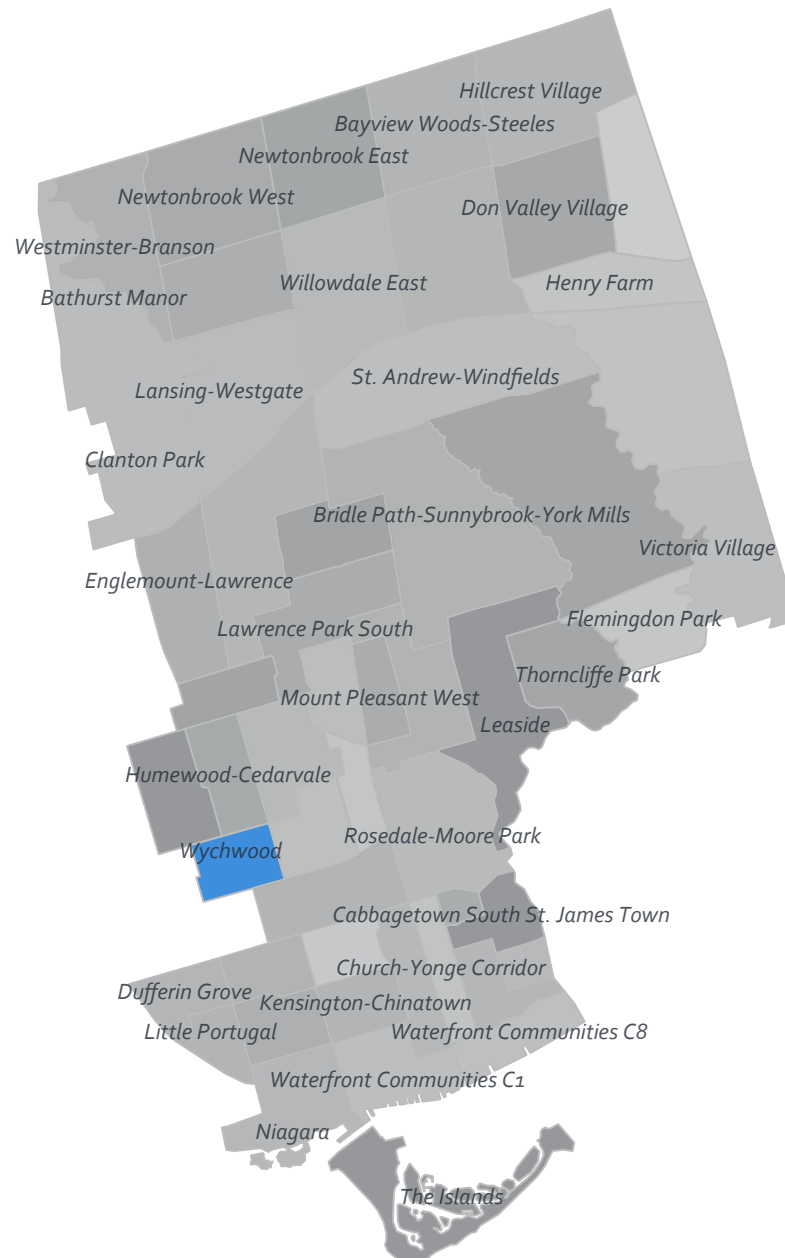 Hillcrest Village
Bayview Woods-Steeles
Newtonbrook East
Newtonbrook West
Don Valley Village
Westminster-Branson
Willowdale East
Henry Farm
Bathurst Manor
St. Andrew-Windfields
Lansing-Westgate
Clanton Park
Bridle Path-Sunnybrook-York Mills
Victoria Village
Englemount-Lawrence
Flemingdon Park
Lawrence Park South
Thorncliffe Park
Mount Pleasant West
Leaside
Humewood-Cedarvale
Rosedale-Moore Park
Wychwood
Cabbagetown South St. James Town
Church-Yonge Corridor
Dufferin Grove
Kensington-Chinatown
Little Portugal
Waterfront Communities C8
Waterfront Communities C1
Niagara
The Islands